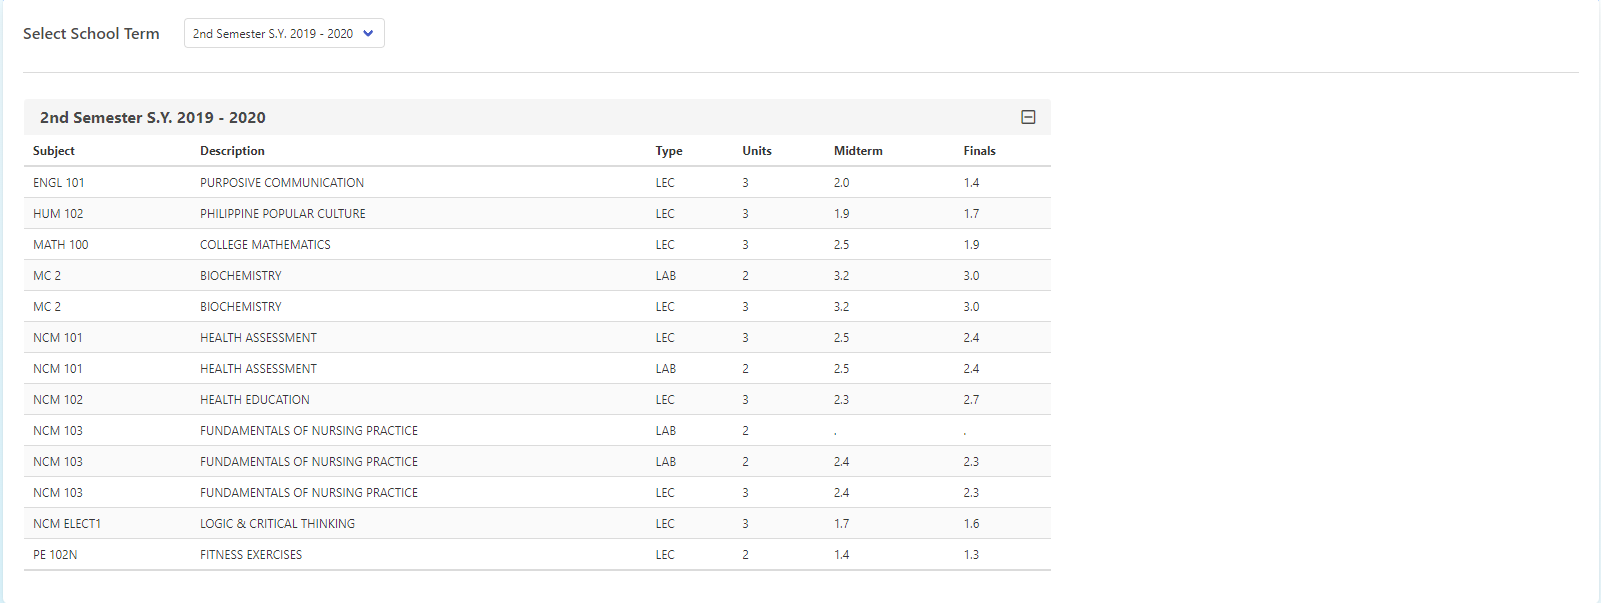 Select School Term 2nd Semester S.Y. 2019 - 2020
2nd Semester S.Y. 2019 - 2020
Subject Description Type Units Midterm Finals
ENGL 101 PURPOSIVE COMMUNICATION LEC 3 2.0 1.4
HUM 102 PHILIPPINE POPULAR CULTURE LEC 3 1.9 1.7
MATH 100 COLLEGE MATHEMATICS LEC 3 2.5 1.9
MC 2 BIOCHEMISTRY LAB 2 3.2 3.0
MC 2 BIOCHEMISTRY LEC 3 3.2 3.0
NCM 101 HEALTH ASSESSMENT LEC 3 2.5 2.4
NCM 101 HEALTH ASSESSMENT LAB 2 2.5 2.4
NCM 102 HEALTH EDUCATION LEC 3 2.3 2.7
NCM 103 FUNDAMENTALS OF NURSING PRACTICE LAB 2 . .
NCM 103 FUNDAMENTALS OF NURSING PRACTICE LAB 2 2.4 2.3
NCM 103 FUNDAMENTALS OF NURSING PRACTICE LEC 3 2.4 2.3
NCM ELECT1 LOGIC & CRITICAL THINKING LEC 3 1.7 1.6
PE 102N FITNESS EXERCISES LEC 2 1.4 1.3